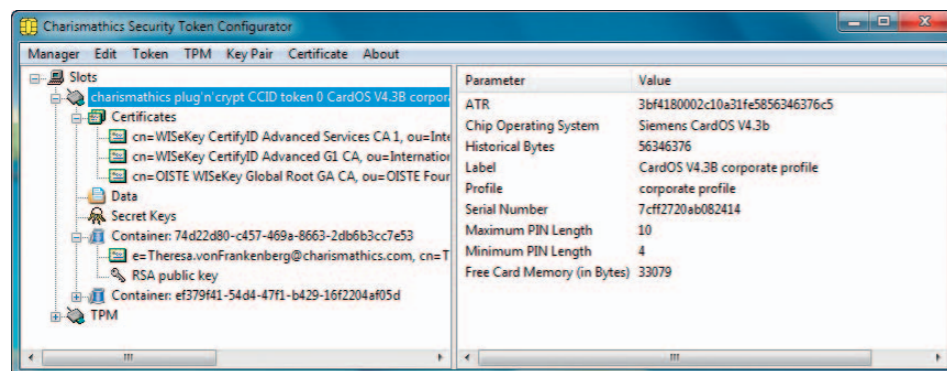 Charismathics Security Token Configurator
Manager Edit Token TPM Key Pair Certificate About
Slots
charismathics plug'n'crypt CCID token 0 CardOS V4.3B corpor
Certificates
cn=WISeKey CertifyID Advanced Services CA 1, ou=Inte
cn=WISeKey CertifyID Advanced G1 CA, ou=Internation
cn=OISTE WISeKey Global Root GA CA, ou=OISTE Four
Data
Secret Keys
Container: 74d22d80-c457-469a-8663-2db6b3cc7e53
e=Theresa.vonFrankenberg@charismathics.com, cn=T
RSA public key
Container: ef379f41-54d4-47f1-b429-16f2204af05d
TPM
Parameter Value
ATR 3bf4180002c10a31fe5856346376c5
Chip Operating System Siemens CardOS V4.3b
Historical Bytes 56346376
Label CardOS V4.3B corporate profile
Profile corporate profile
Serial Number 7cff2720ab082414
Maximum PIN Length 10
Minimum PIN Length 4
Free Card Memory (in Bytes) 33079